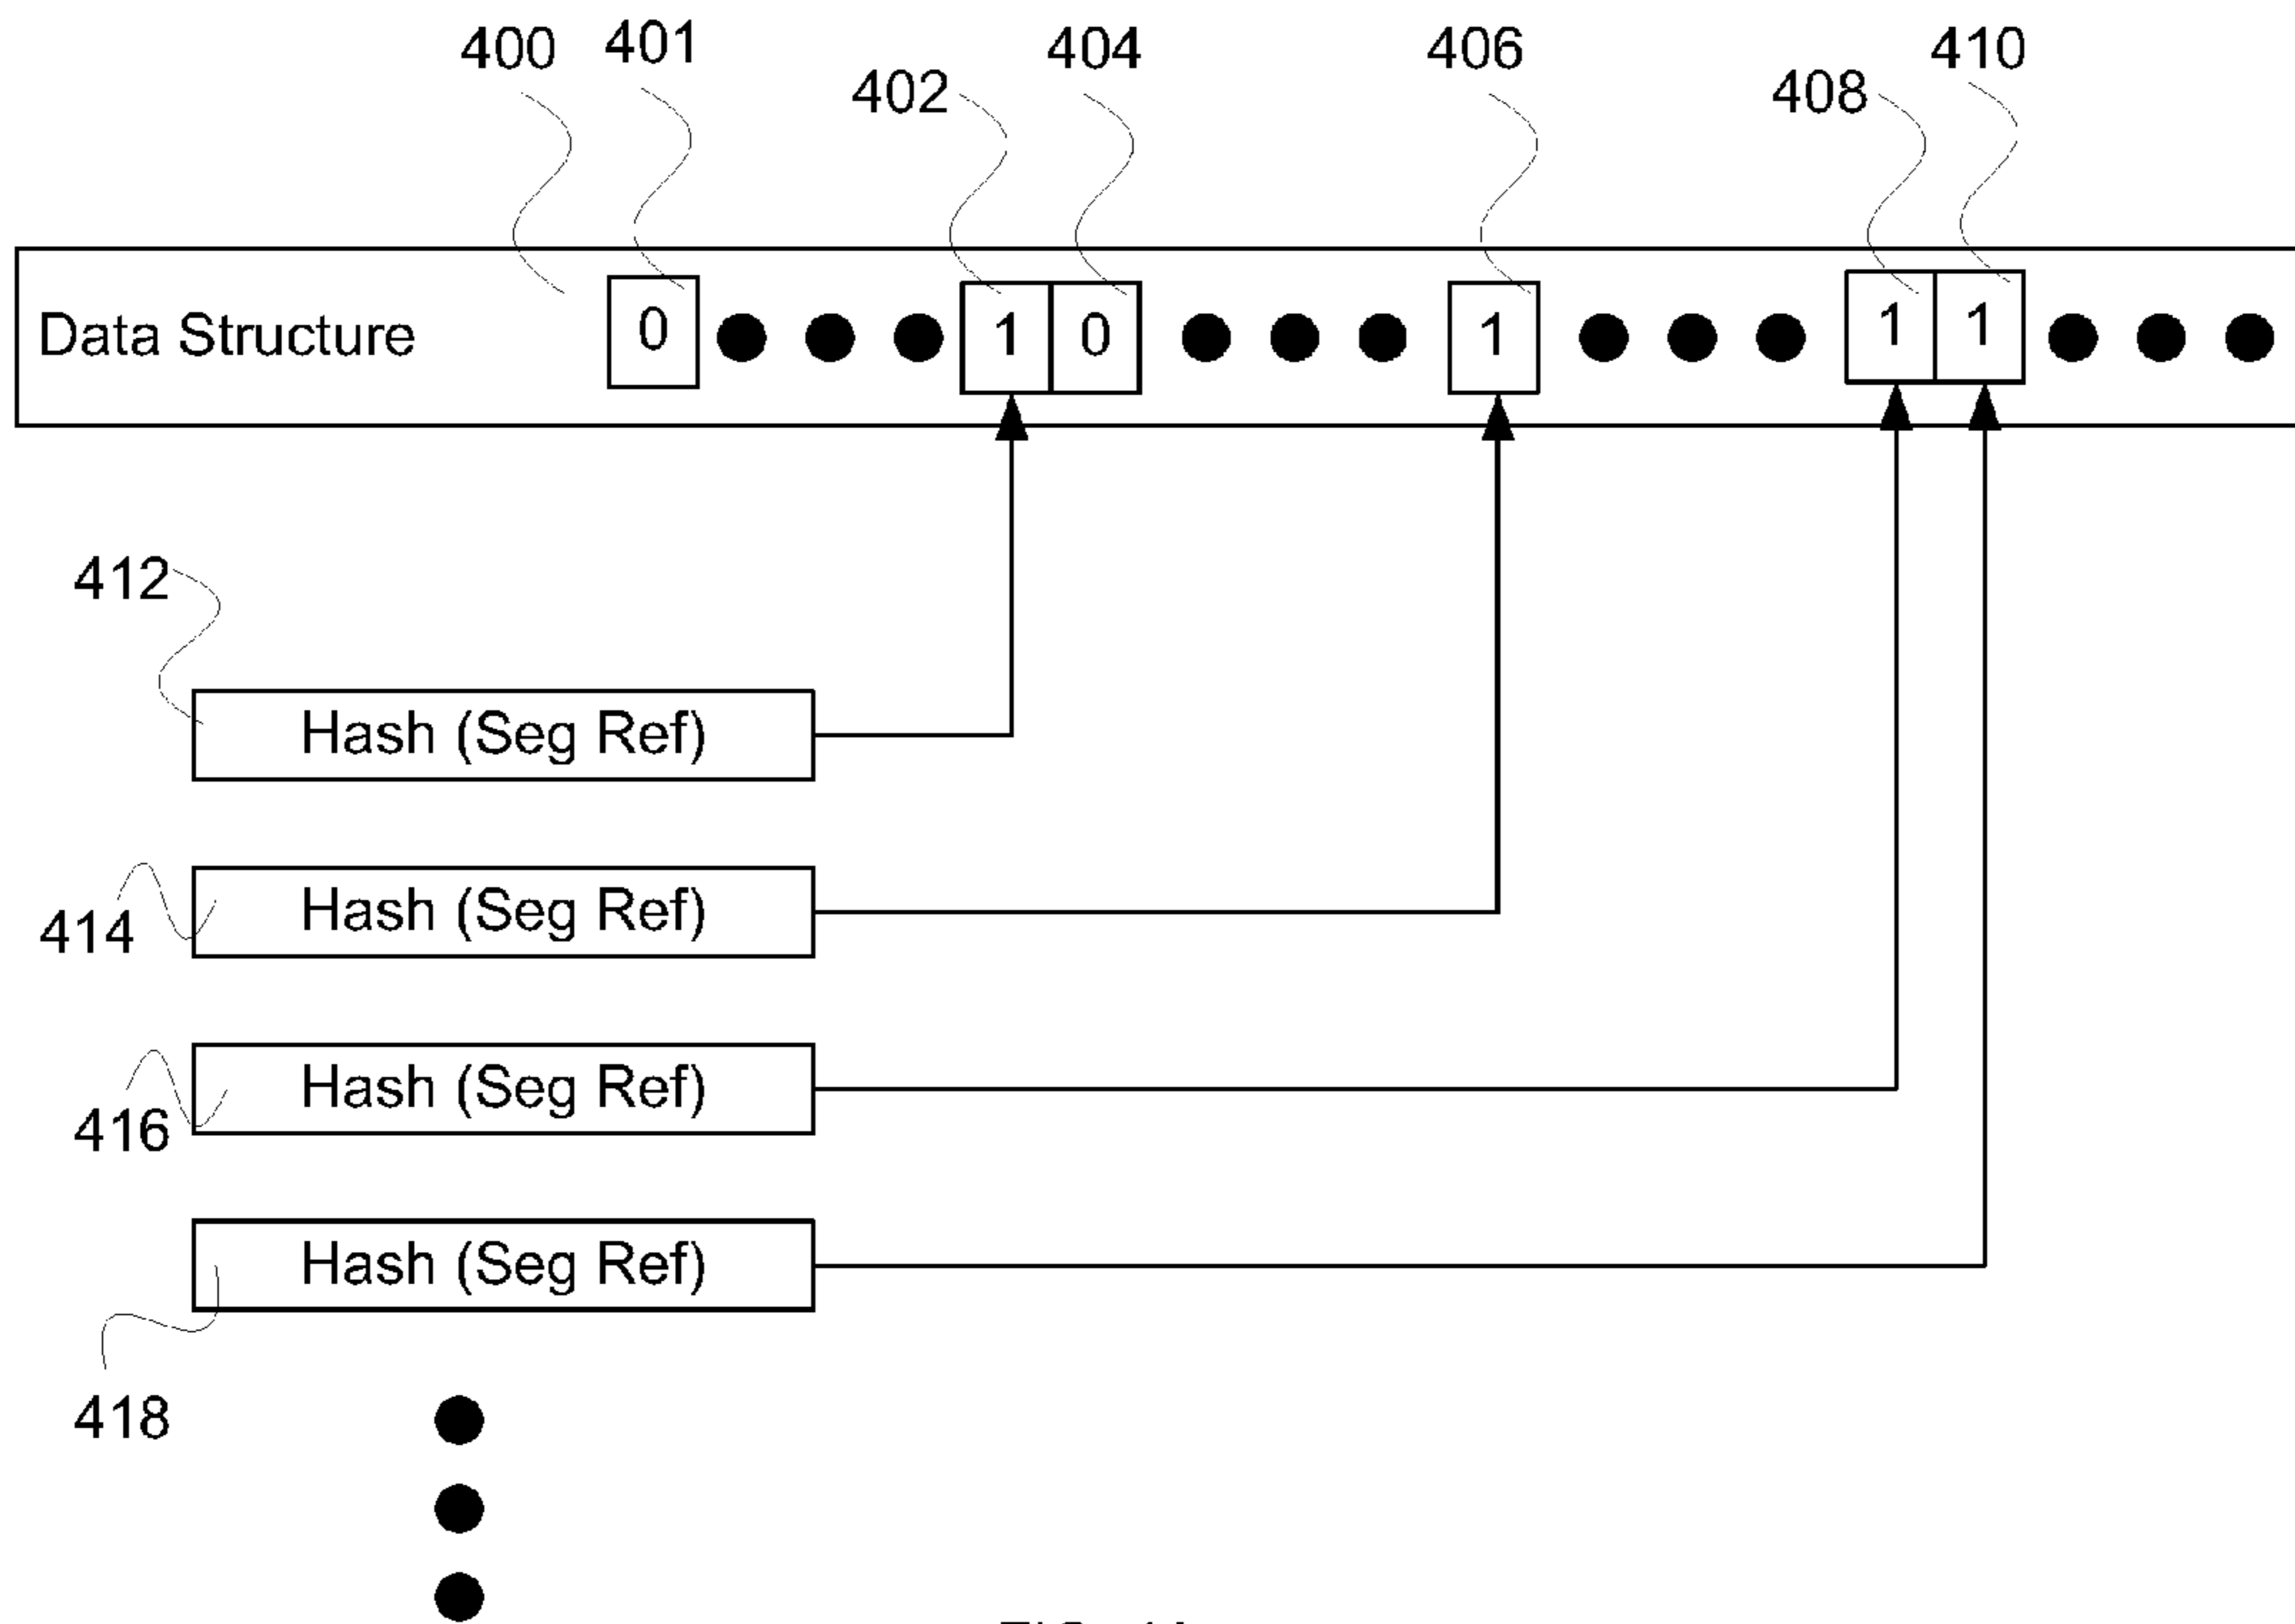 400 401 404 406 410
402 408
Data Structure 0 1 0 1 1 1
412
Hash (Seg Ref)
Hash (Seg Ref)
414
Hash (Seg Ref)
416
Hash (Seg Ref)
418